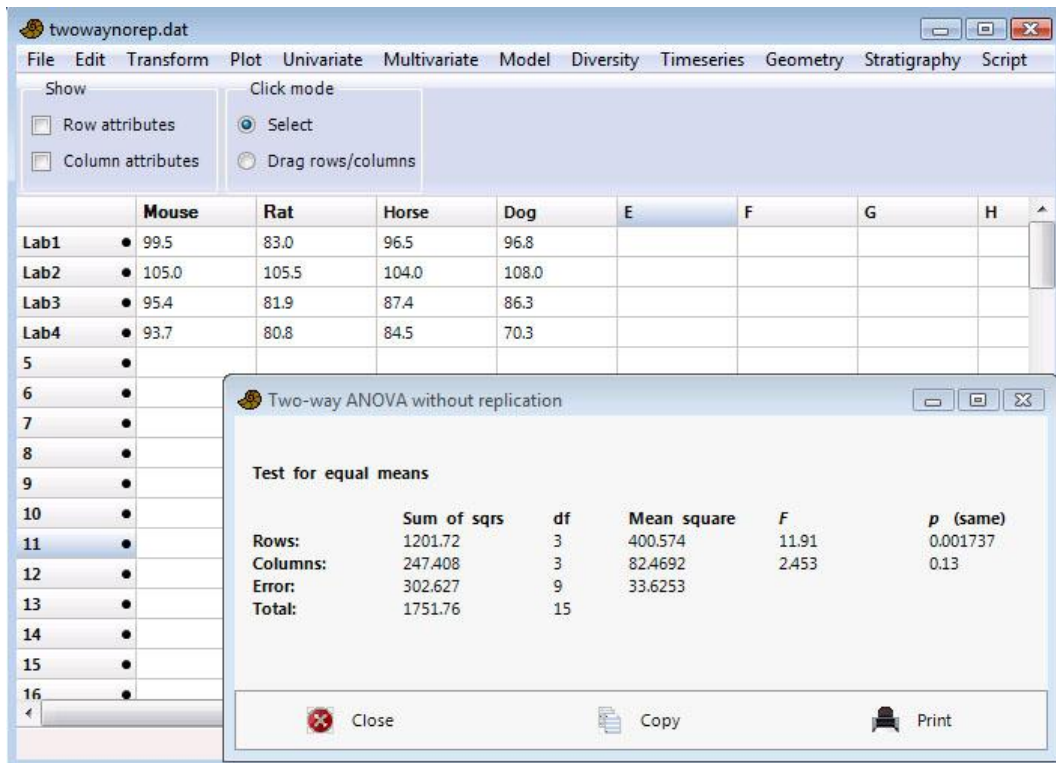 twowaynorep.dat
File Edit Transform Plot Univariate Multivariate Model Diversity Timeseries Geometry Stratigraphy Script
Show Click mode
Row attributes Select
Column attributes Drag rows/columns
Mouse Rat Horse Dog E F G H
Lab1 99.5 83.0 96.5 96.8
Lab2 105.0 105.5 104.0 108.0
Lab3 95.4 81.9 87.4 86.3
Lab4 93.7 80.8 84.5 70.3
5
6
7
8
9
10
11
12
13
14
15
16
Two-way ANOVA without replication
Test for equal means
Sum of sqrs df Mean square F p (same)
Rows: 1201.72 3 400.574 11.91 0.001737
Columns: 247.408 3 82.4692 2.453 0.13
Error: 302.627 9 33.6253
Total: 1751.76 15
Close Copy Print